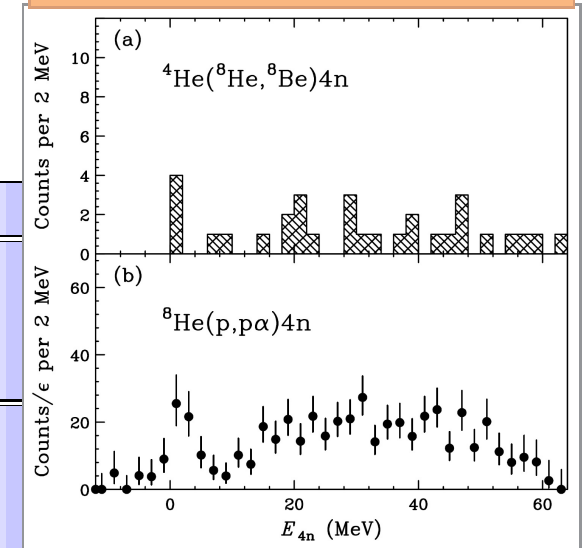 (a)
⁴He(⁸He,⁸Be)4n
Counts per 2 MeV
10
8
6
4
2
0
(b)
⁸He(p,pα)4n
Counts/ϵ per 2 MeV
60
40
20
0
0 20 40 60
E₄ₙ (MeV)